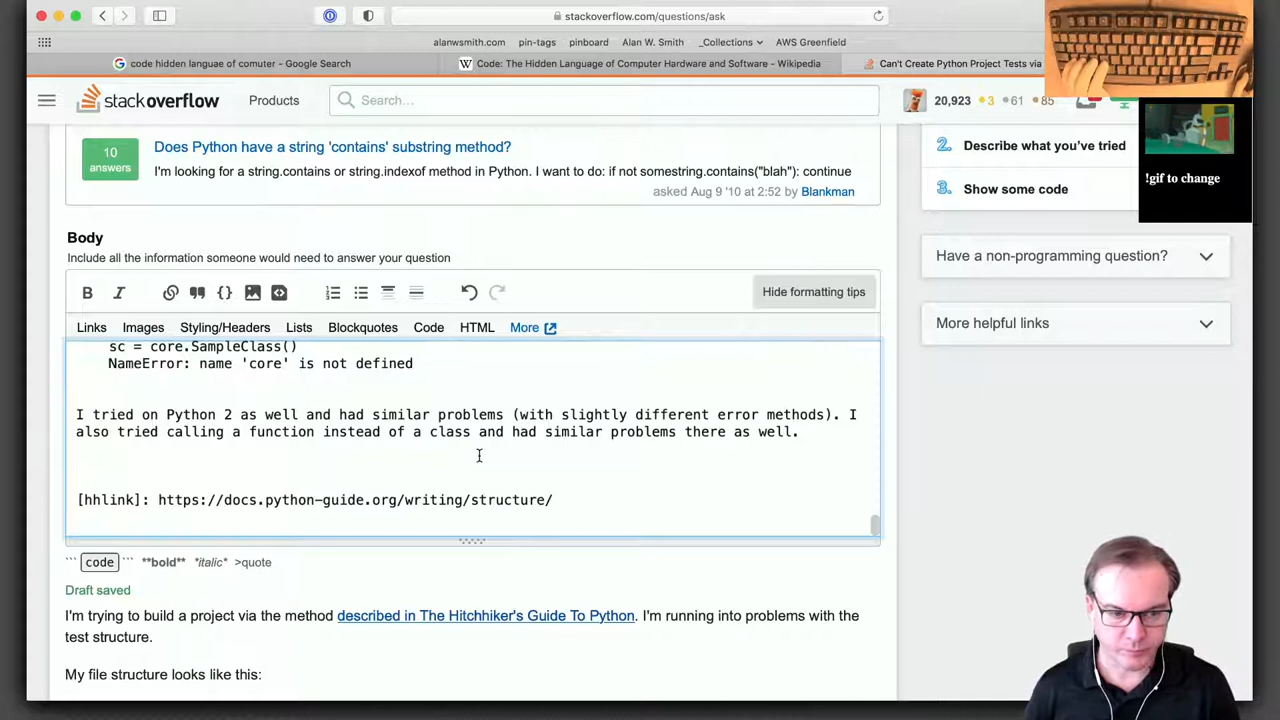 stackoverflow.com/questions/ask
alanwsmith.com pin-tags pinboard Alan W. Smith _Collections AWS Greenfield
code hidden languae of comuter - Google Search
Code: The Hidden Language of Computer Hardware and Software - Wikipedia
Can't Create Python Project Tests via
stackoverflow
Products
Search...
20,923 3 61 85
10
answers
Does Python have a string 'contains' substring method?
I'm looking for a string.contains or string.indexof method in Python. I want to do: if not somestring.contains("blah"): continue
asked Aug 9 '10 at 2:52 by Blankman
2. Describe what you've tried
3. Show some code
!gif to change
Have a non-programming question?
More helpful links
Body
Include all the information someone would need to answer your question
B I {}
Hide formatting tips
Links Images Styling/Headers Lists Blockquotes Code HTML More
sc = core.SampleClass()
NameError: name 'core' is not defined
I tried on Python 2 as well and had similar problems (with slightly different error methods). I
also tried calling a function instead of a class and had similar problems there as well.
[hhlink]: https://docs.python-guide.org/writing/structure/
``` code ``` **bold** *italic* >quote
Draft saved
I'm trying to build a project via the method described in The Hitchhiker's Guide To Python. I'm running into problems with the
test structure.
My file structure looks like this: